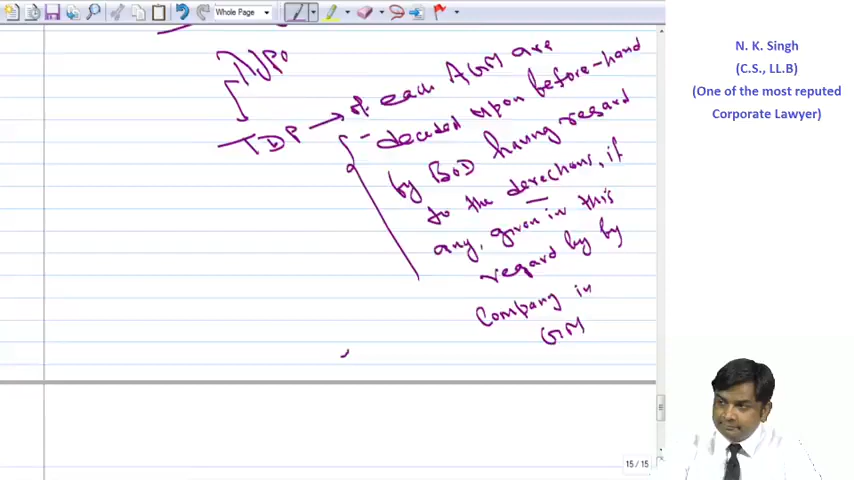 Whole Page
N. K. Singh
(C.S., LL.B)
(One of the most reputed
Corporate Lawyer)
TDP → of each AGM are
decided upon before-hand
by BoD having regard
to the directions, if
any, given in this
regard by by
Company in
GM
15 / 15